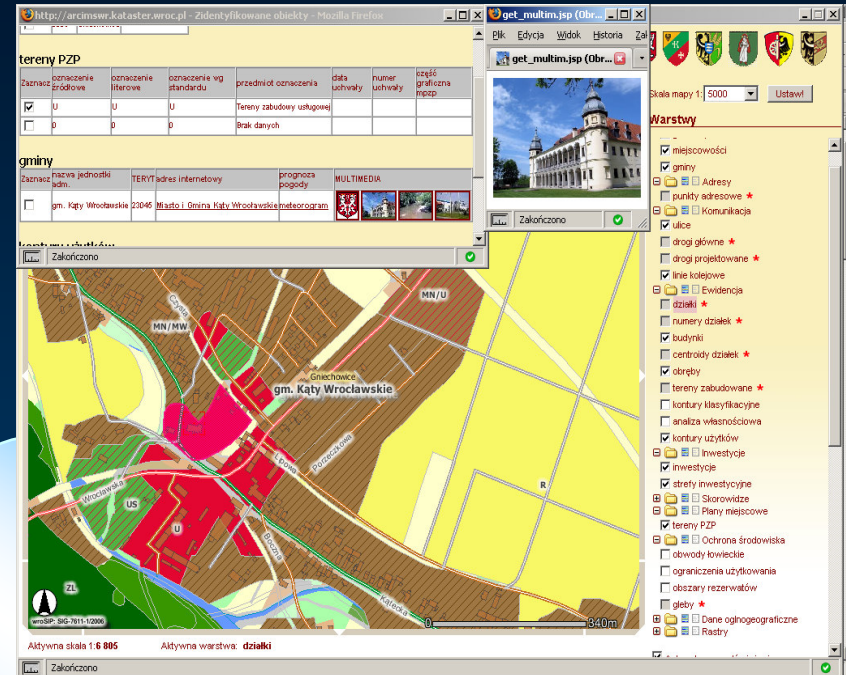 http://arcimswr.kataster.wroc.pl - Zidentyfikowane obiekty - Mozilla Firefox
tereny PZP
Zaznacz oznaczenie źródłowe oznaczenie literowe oznaczenie wg standardu przedmiot oznaczenia data uchwały numer uchwały część graficzna mpzp
U U U Tereny zabudowy usługowej
0 0 0 Brak danych
gminy
Zaznacz nazwa jednostki adm. TERYT adres internetowy prognoza pogody MULTIMEDIA
gm. Kąty Wrocławskie 23045 Miasto i Gmina Kąty Wrocławskie meteorogram
Zakończono
get_multim.jsp (Obr...
Plik Edycja Widok Historia
get_multim.jsp (Obr...
Zakończono
Skala mapy 1: 5000 Ustaw!
Warstwy
miejscowości
gminy
Adresy
punkty adresowe *
Komunikacja
ulice
drogi główne *
drogi projektowane *
linie kolejowe
Ewidencja
działki *
numery działek *
budynki
centroidy działek *
obręby
tereny zabudowane *
kontury klasyfikacyjne
analiza własnościowa
kontury użytków
Inwestycje
inwestycje
strefy inwestycyjne
Skorowidze
Plany miejscowe
tereny PZP
Ochrona środowiska
obwody łowieckie
ograniczenia użytkowania
obszary rezerwatów
gleby *
Dane ogólnogeograficzne
Rastry
MN/U
Czysta
MN/MW
Gniechowice
gm. Kąty Wrocławskie
Lipowa
Porzeczkowa
R
Wrocławska
US
U
Boczna
Kątecka
ZL
wroSIP: SIG-7611-1/2006
0 340m
Aktywna skala 1:6 805 Aktywna warstwa: działki
Zakończono